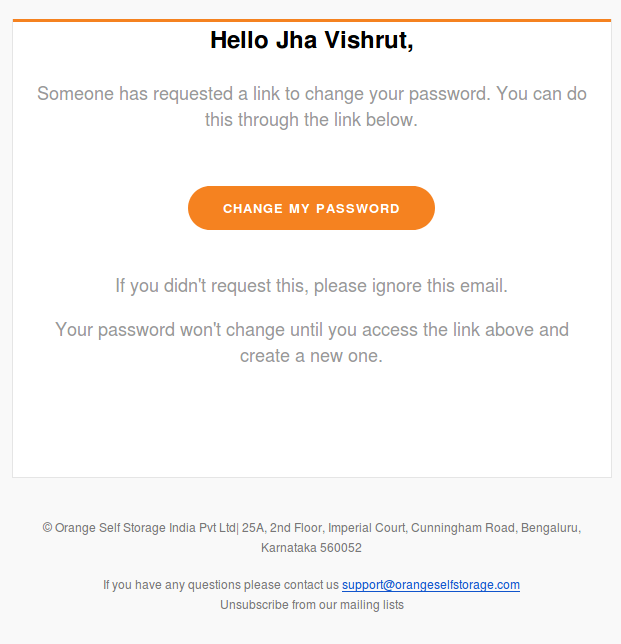 Hello Jha Vishrut,
Someone has requested a link to change your password. You can do
this through the link below.
CHANGE MY PASSWORD
If you didn't request this, please ignore this email.
Your password won't change until you access the link above and
create a new one.
© Orange Self Storage India Pvt Ltd| 25A, 2nd Floor, Imperial Court, Cunningham Road, Bengaluru,
Karnataka 560052
If you have any questions please contact us support@orangeselfstorage.com
Unsubscribe from our mailing lists